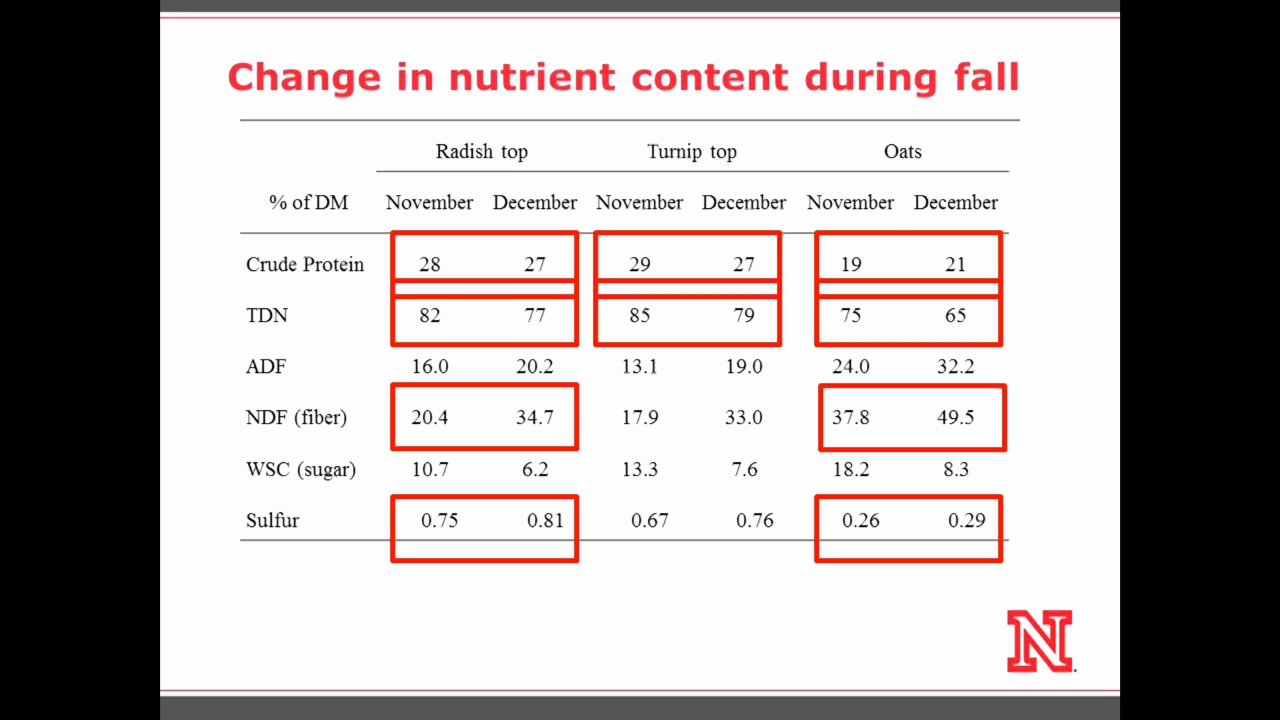 Change in nutrient content during fall
Radish top Turnip top Oats
% of DM November December November December November December
Crude Protein 28 27 29 27 19 21
TDN 82 77 85 79 75 65
ADF 16.0 20.2 13.1 19.0 24.0 32.2
NDF (fiber) 20.4 34.7 17.9 33.0 37.8 49.5
WSC (sugar) 10.7 6.2 13.3 7.6 18.2 8.3
Sulfur 0.75 0.81 0.67 0.76 0.26 0.29
N